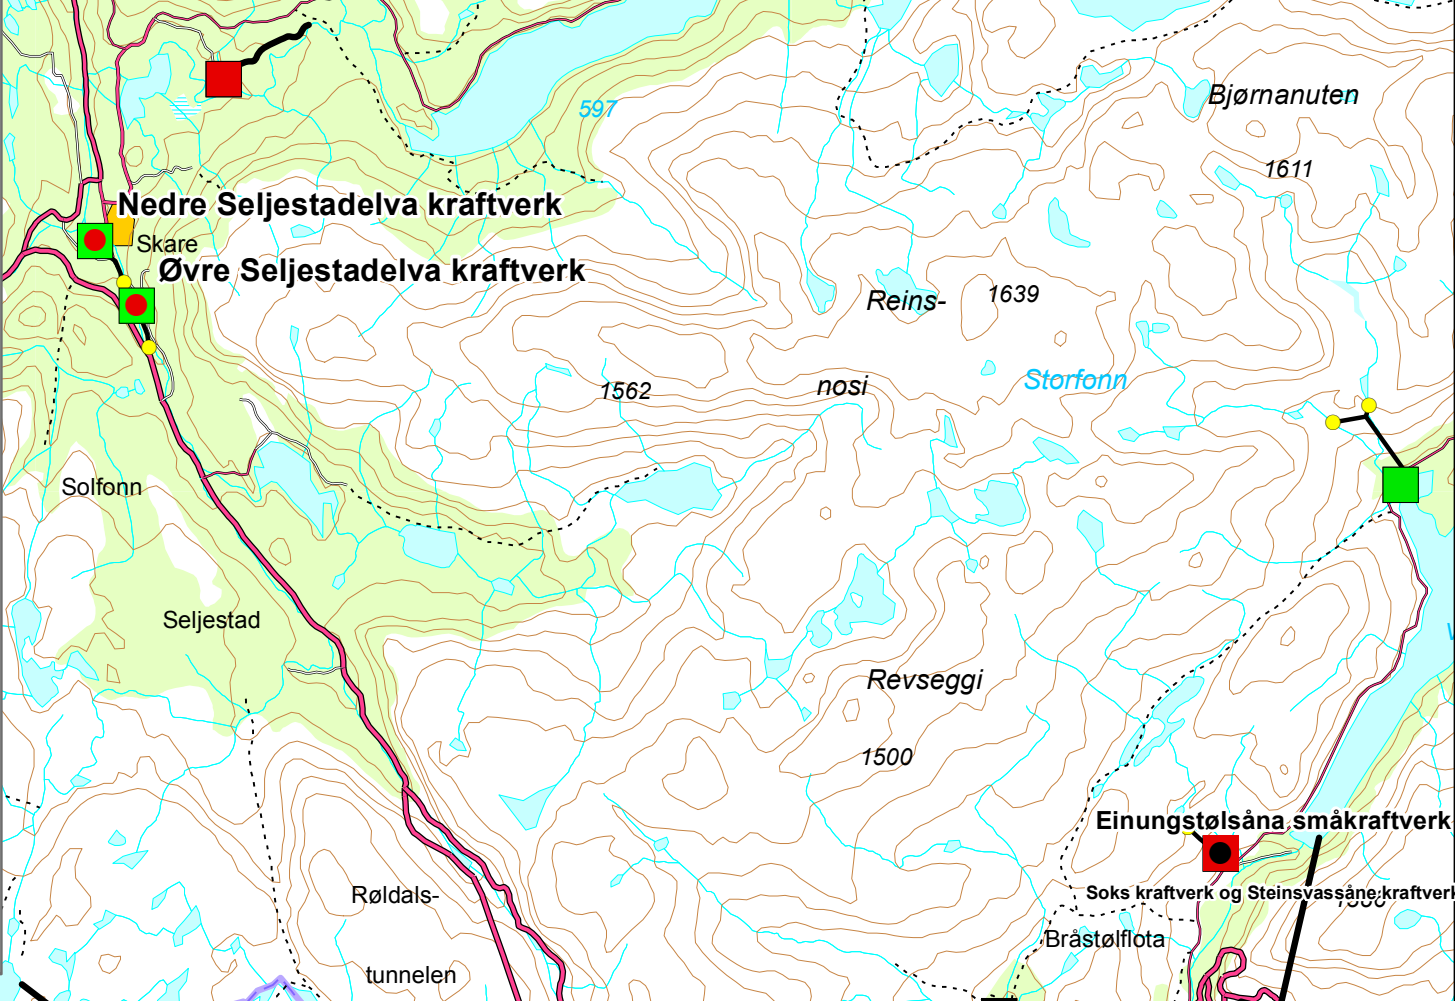 Bjørnanuten
597
1611
Nedre Seljestadelva kraftverk
Skare
Øvre Seljestadelva kraftverk
Reins-
1639
Storfonn
1562
nosi
Solfonn
Seljestad
Revseggi
1500
Einungstølsåna småkraftverk
Soks kraftverk og Steinsvassåne kraftverk
Røldals-
Bråstølflota
tunnelen